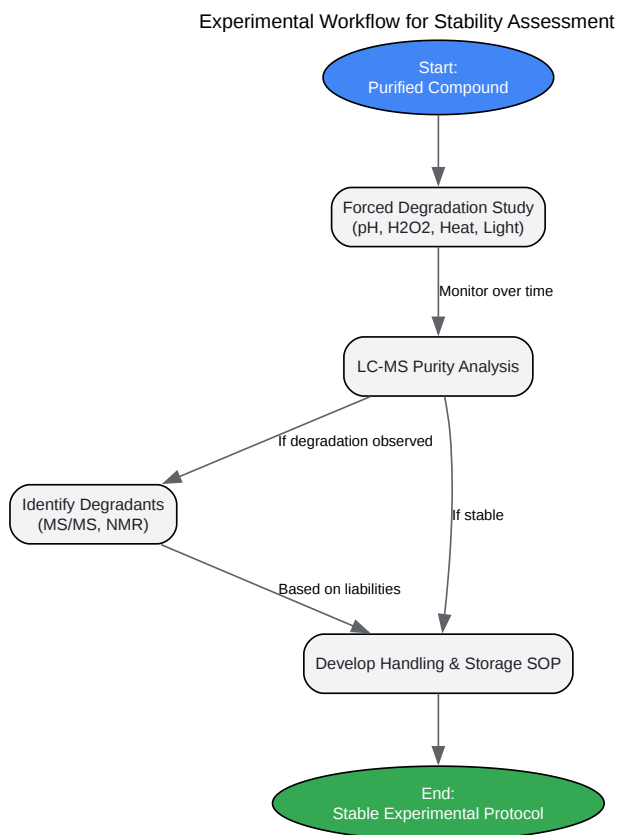 Experimental Workflow for Stability Assessment
Start:
Purified Compound
Forced Degradation Study
(pH, H2O2, Heat, Light)
Monitor over time
LC-MS Purity Analysis
If degradation observed
Identify Degradants
(MS/MS, NMR)
If stable
Based on liabilities
Develop Handling & Storage SOP
End:
Stable Experimental Protocol